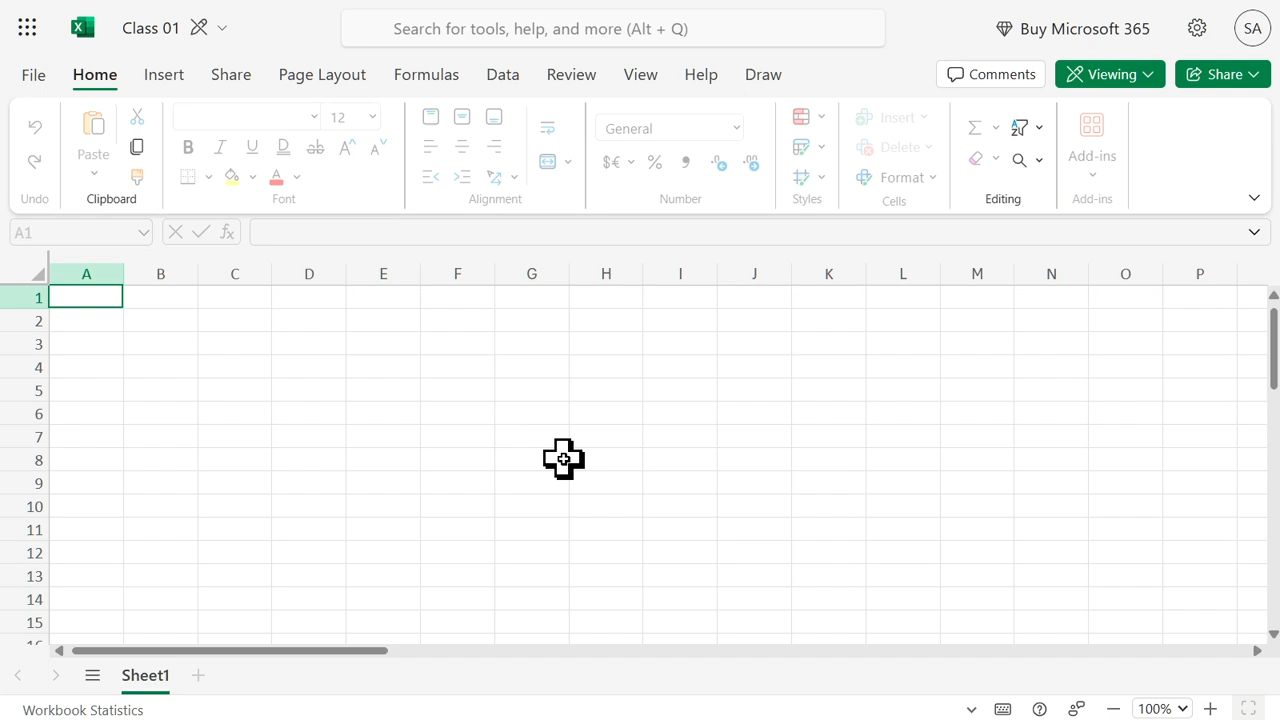 Class 01
Search for tools, help, and more (Alt + Q)
Buy Microsoft 365
SA
File Home Insert Share Page Layout Formulas Data Review View Help Draw
Comments Viewing Share
12
General
Paste
Insert
Delete
Format
Add-ins
Undo Clipboard Font Alignment Number Styles Cells Editing Add-ins
A1
fx
A B C D E F G H I J K L M N O P
1
2
3
4
5
6
7
8
9
10
11
12
13
14
15
16
Sheet1
Workbook Statistics
100%